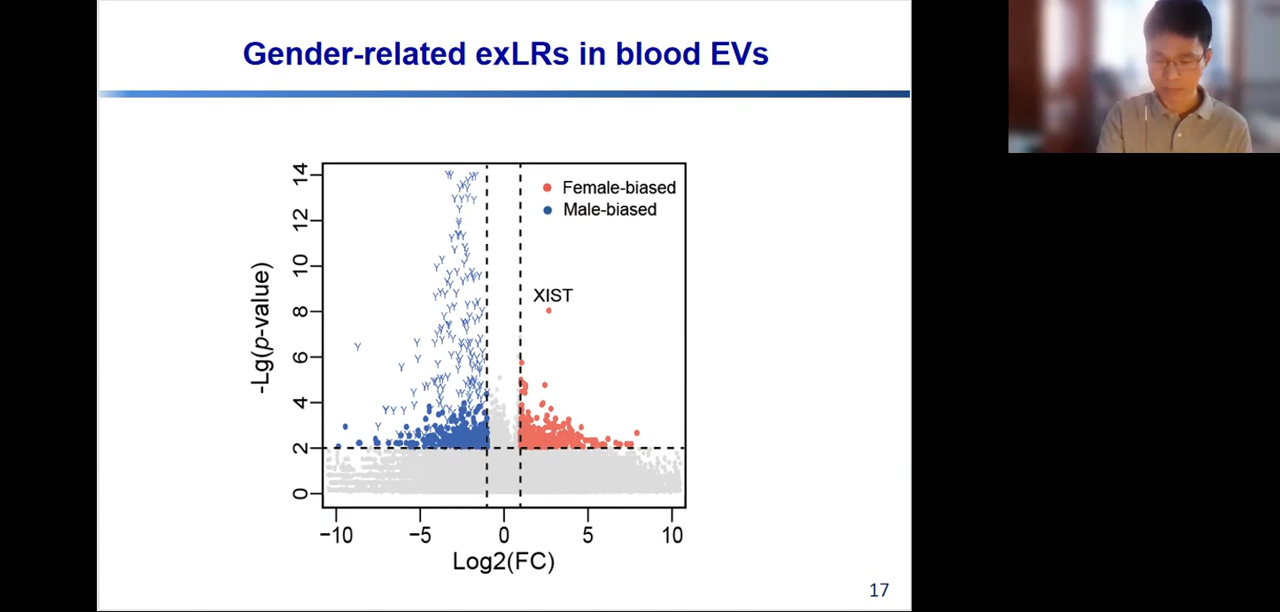 Gender-related exLRs in blood EVs
14
12
10
8
6
4
2
0
-Lg(p-value)
Female-biased
Male-biased
XIST
−10
−5
0
5
10
Log2(FC)
17